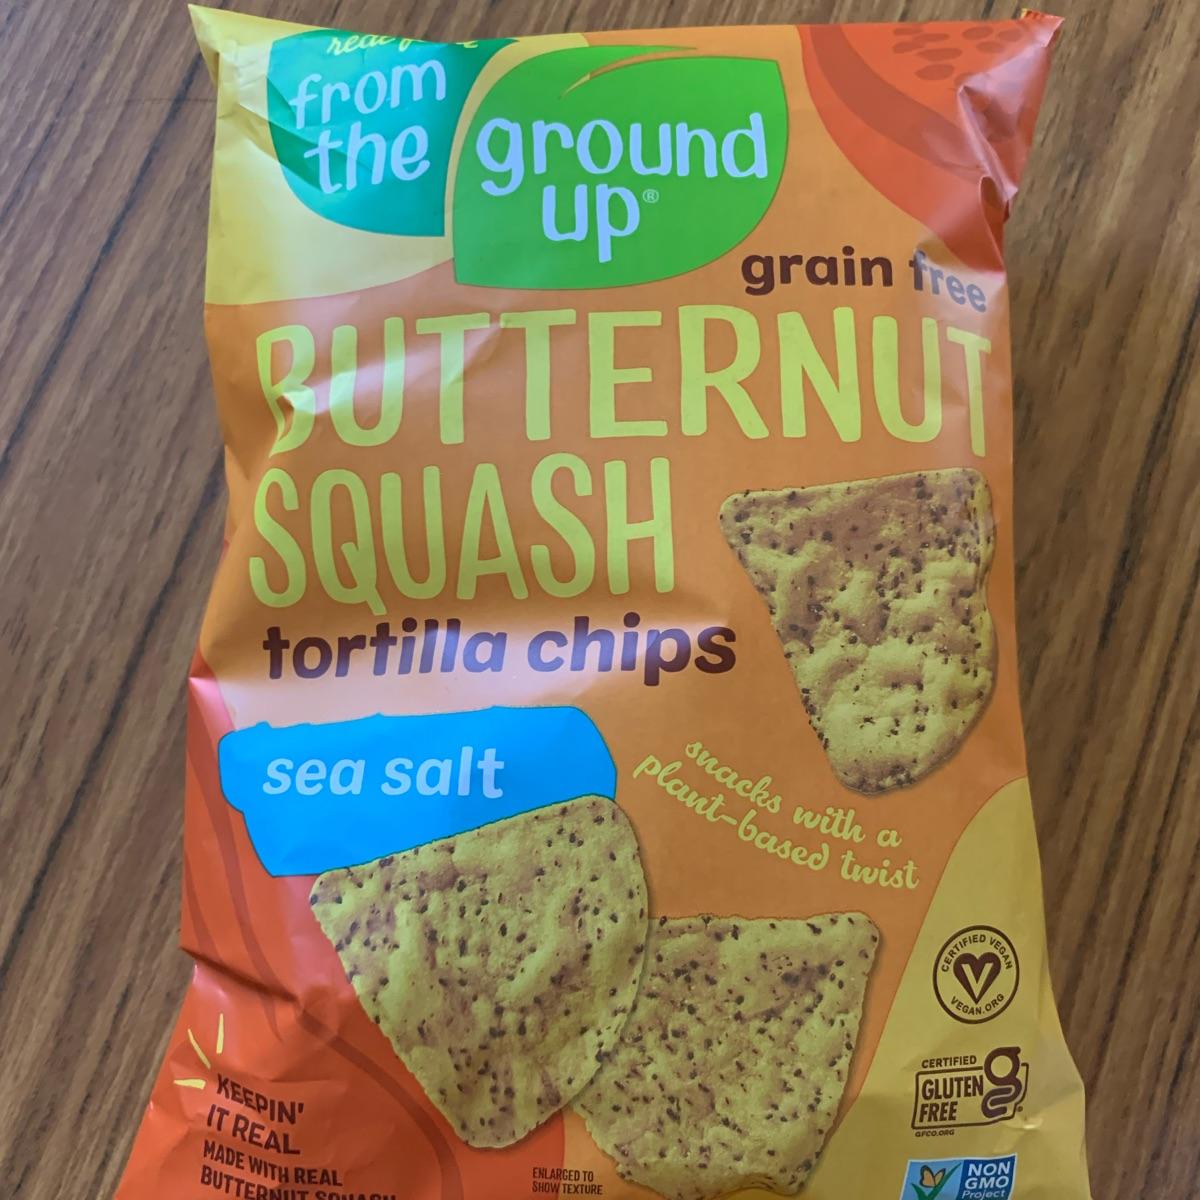 from
the
ground
up®
grain free
BUTTERNUT
SQUASH
tortilla chips
sea salt
snacks with a
plant-based twist
CERTIFIED VEGAN
VEGAN.ORG
CERTIFIED
GLUTEN
FREE
GFCO.ORG
KEEPIN'
IT REAL
MADE WITH REAL
BUTTERNUT SQUASH
ENLARGED TO
SHOW TEXTURE
NON
GMO
Project